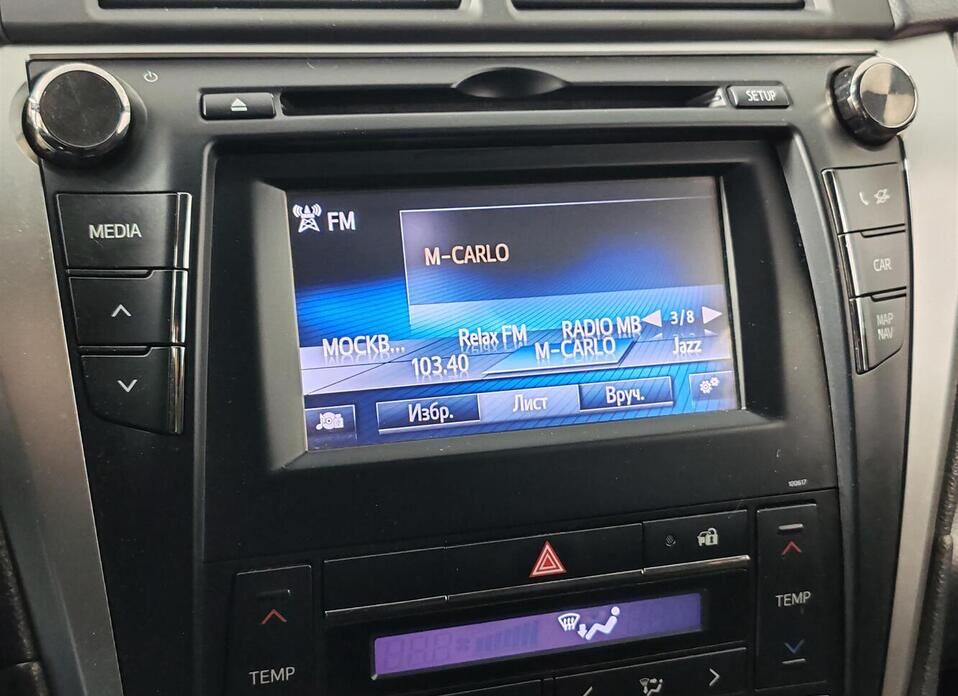 SETUP
MEDIA
FM
M-CARLO
CAR
MAP
NAV
3/8
МОСКВ...
Relax FM
RADIO MB
103.40
M-CARLO
Jazz
Избр.
Лист
Вруч.
100617
TEMP
TEMP